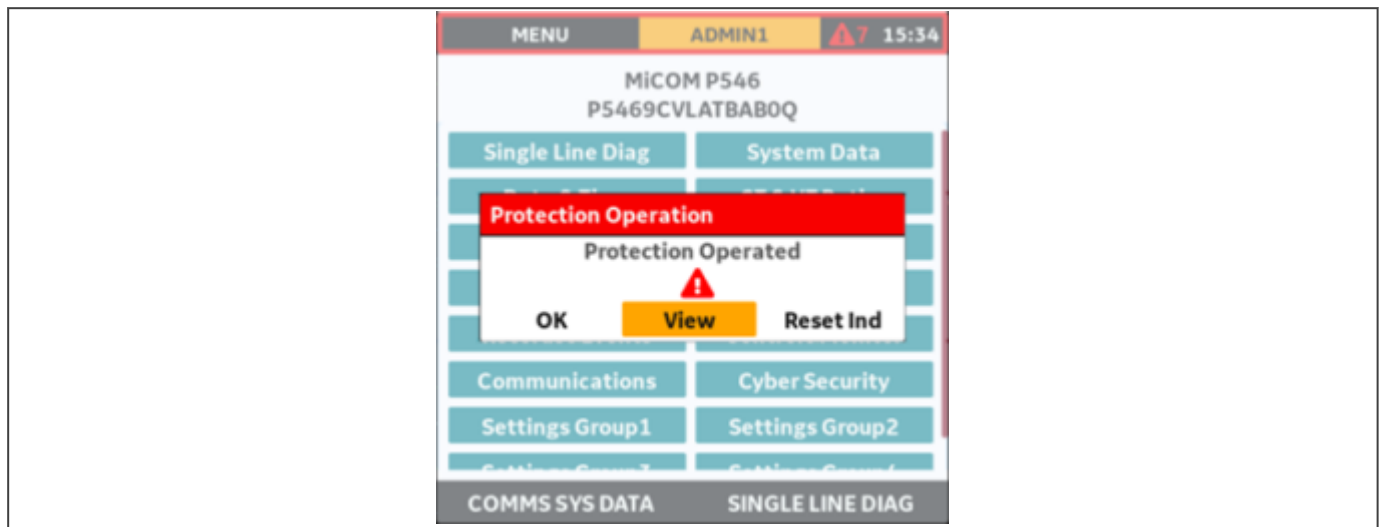 MENU ADMIN1 7 15:34
MiCOM P546
P5469CVLATBAB0Q
Single Line Diag System Data
Protection Operation
Protection Operated
OK View Reset Ind
Communications Cyber Security
Settings Group1 Settings Group2
COMMS SYS DATA SINGLE LINE DIAG